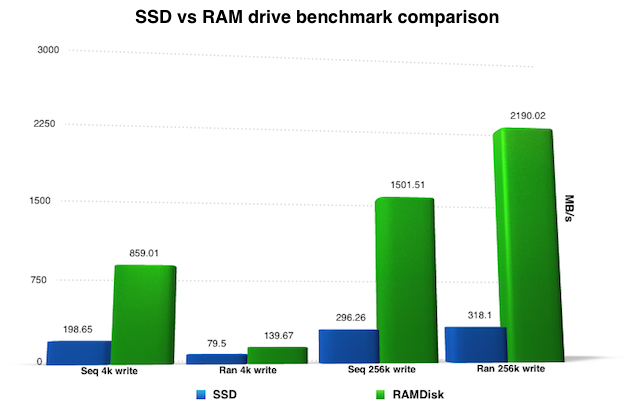 SSD vs RAM drive benchmark comparison
3000
2250
1500
750
0
198.65
859.01
79.5
139.67
296.26
1501.51
318.1
2190.02
MB/s
Seq 4k write
Ran 4k write
Seq 256k write
Ran 256k write
SSD
RAMDisk